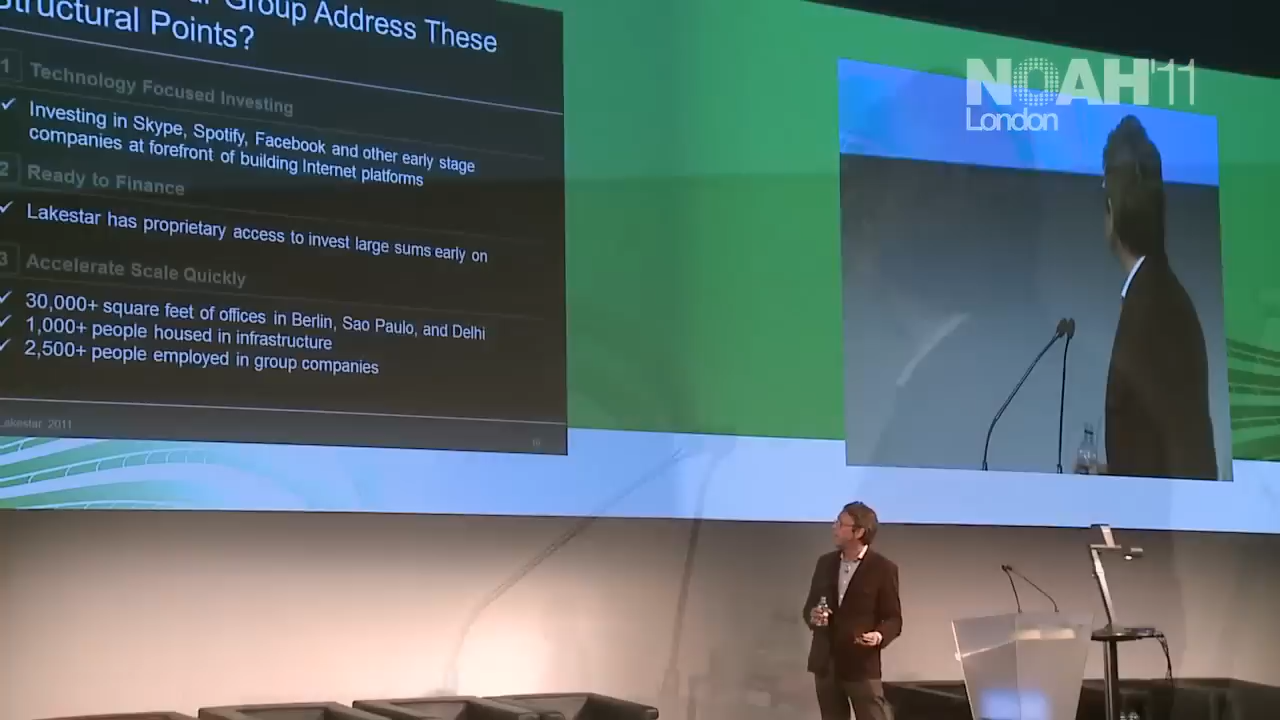 Group Address These
Structural Points?
1 Technology Focused Investing
✓ Investing in Skype, Spotify, Facebook and other early stage
companies at forefront of building Internet platforms
2 Ready to Finance
✓ Lakestar has proprietary access to invest large sums early on
3 Accelerate Scale Quickly
✓ 30,000+ square feet of offices in Berlin, Sao Paulo, and Delhi
✓ 1,000+ people housed in infrastructure
✓ 2,500+ people employed in group companies
Lakestar 2011
NOAH'11
London